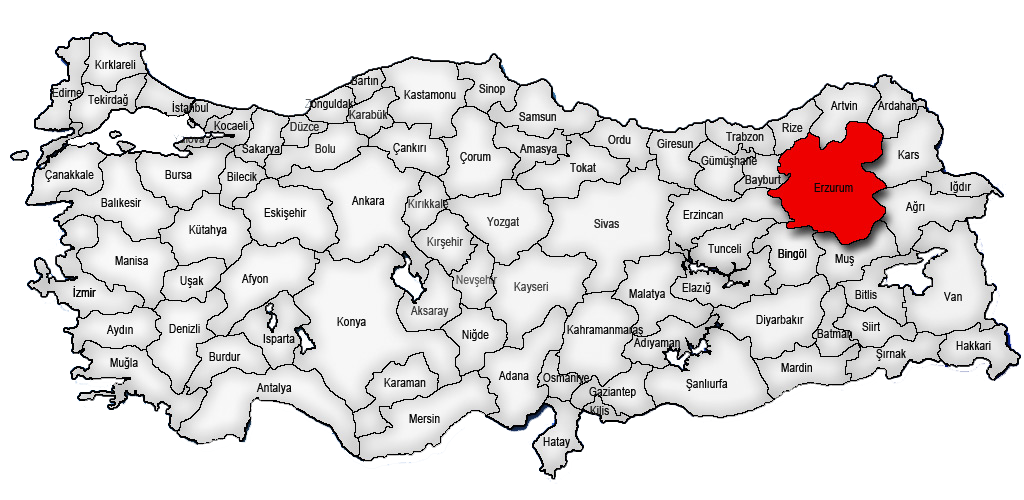 Kırklareli
Edirne
Tekirdağ
İstanbul
Kocaeli
Sakarya
Düzce
Zonguldak
Bartın
Karabük
Kastamonu
Sinop
Samsun
Bolu
Çankırı
Çorum
Amasya
Tokat
Ordu
Giresun
Trabzon
Gümüşhane
Rize
Bayburt
Artvin
Ardahan
Kars
Iğdır
Erzurum
Ağrı
Çanakkale
Bursa
Bilecik
Balıkesir
Kütahya
Eskişehir
Ankara
Kırıkkale
Yozgat
Kırşehir
Sivas
Erzincan
Tunceli
Bingöl
Muş
Manisa
Uşak
Afyon
İzmir
Nevşehir
Kayseri
Aksaray
Malatya
Elazığ
Bitlis
Van
Aydın
Denizli
Isparta
Konya
Niğde
Kahramanmaraş
Adıyaman
Diyarbakır
Batman
Siirt
Şırnak
Hakkari
Muğla
Burdur
Antalya
Karaman
Mersin
Adana
Osmaniye
Gaziantep
Kilis
Şanlıurfa
Mardin
Hatay